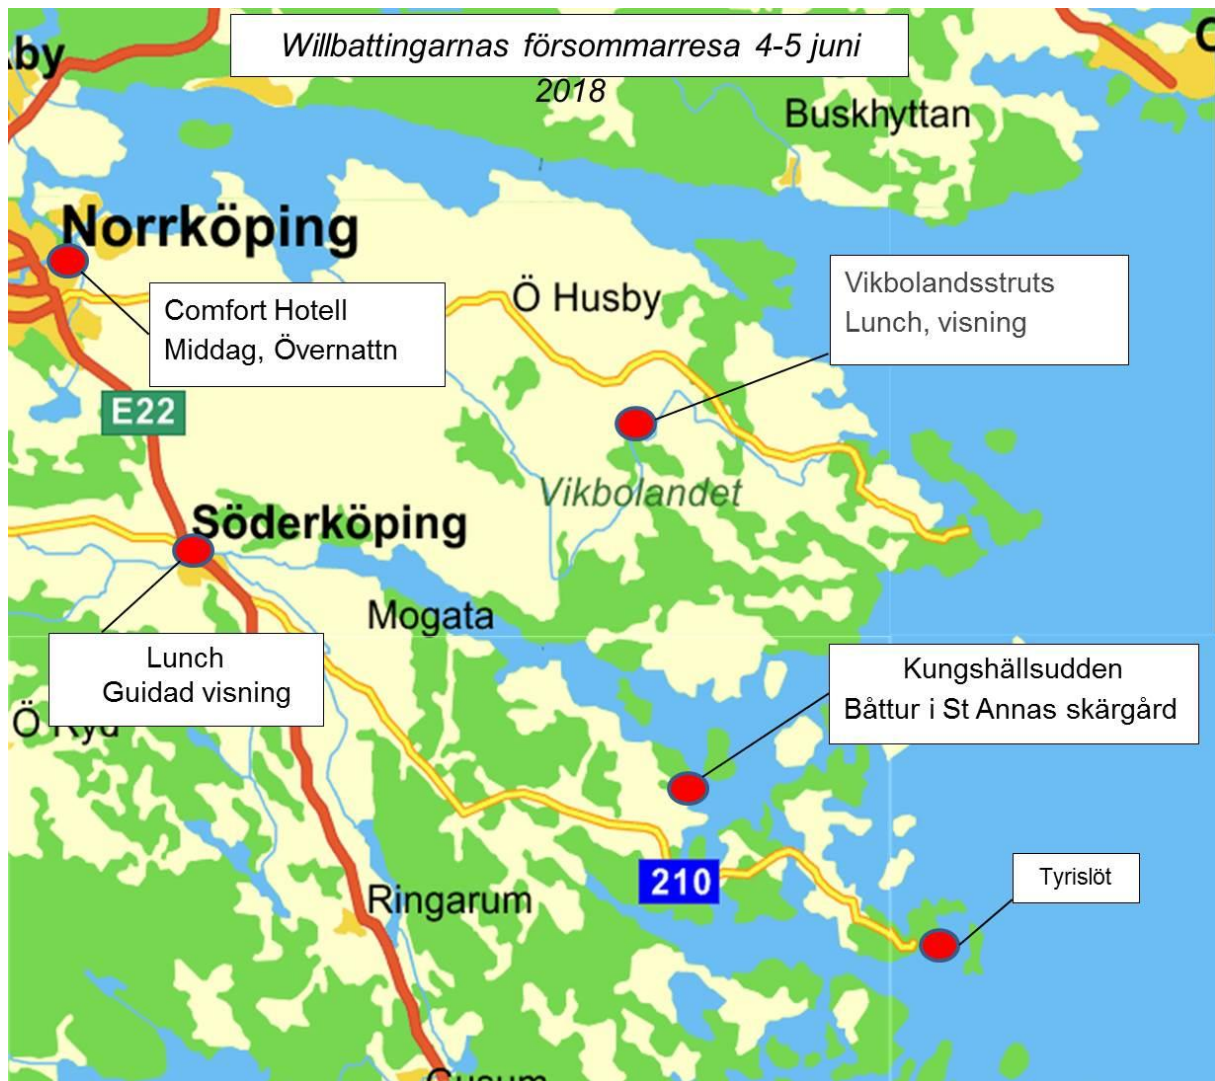 Willbattingarnas försommarresa 4-5 juni
2018
Buskhyttan
Norrköping
Comfort Hotell
Middag, Övernattn
Ö Husby
Vikbolandsstruts
Lunch, visning
E22
Vikbolandet
Söderköping
Mogata
Lunch
Guidad visning
Kungshällsudden
Båttur i St Annas skärgård
210
Ringarum
Tyrislöt